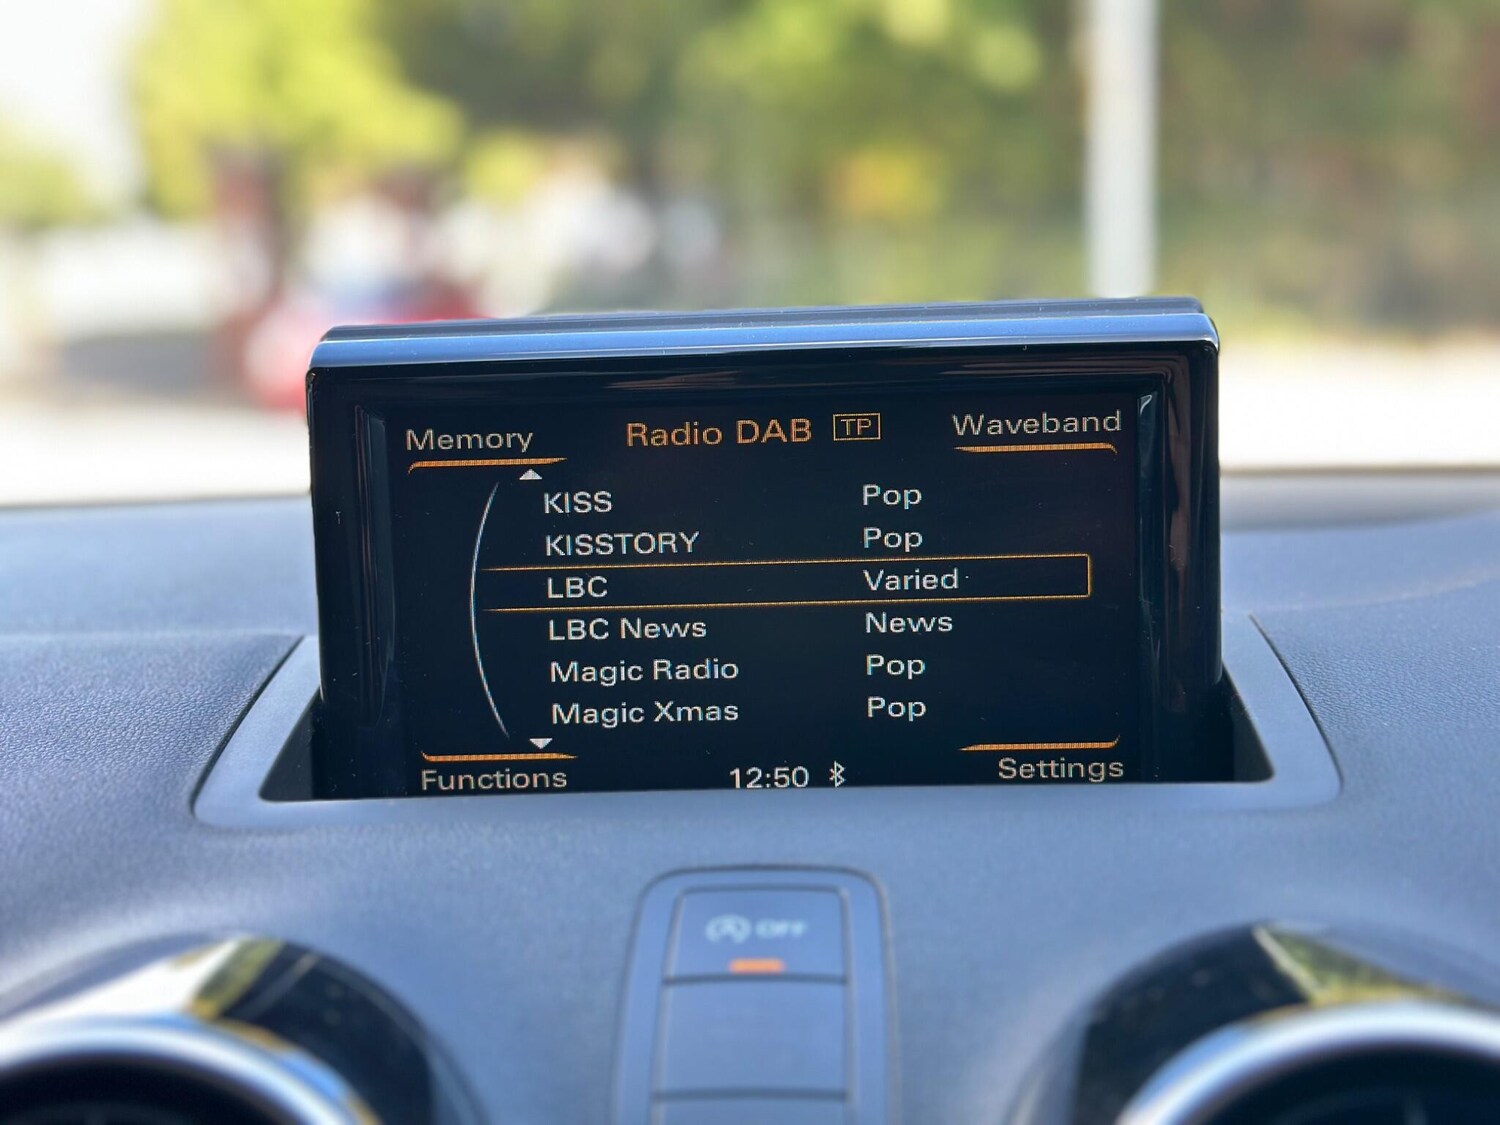 Memory Radio DAB TP Waveband
KISS Pop
KISSTORY Pop
LBC Varied
LBC News News
Magic Radio Pop
Magic Xmas Pop
Functions 12:50 Settings
OFF